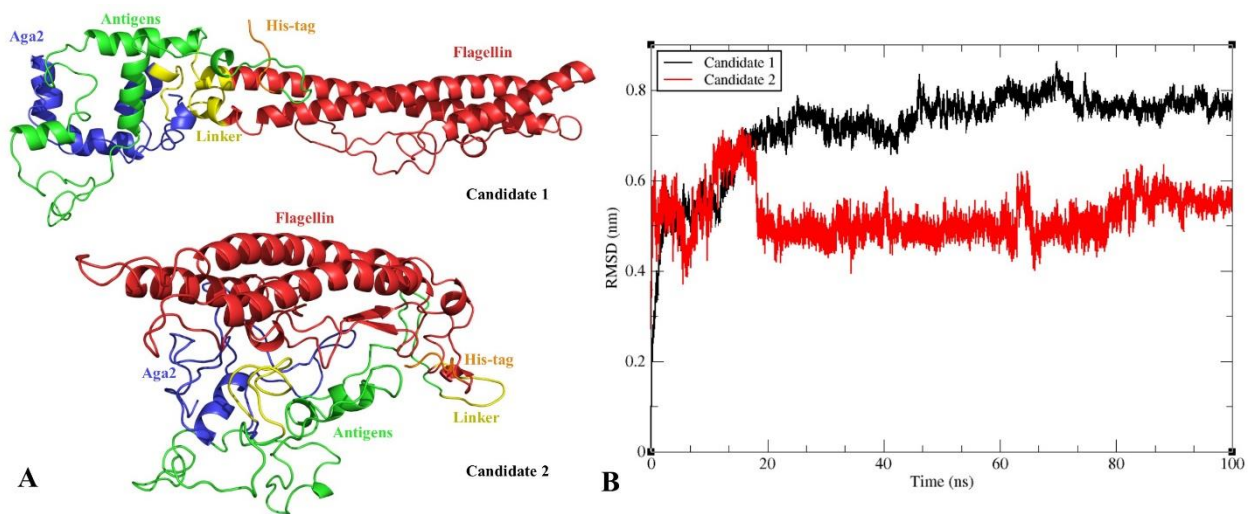 Antigens
His-tag
Aga2
Flagellin
Linker
Candidate 1
Flagellin
Aga2
His-tag
Linker
Antigens
A
Candidate 2
0.8
Candidate 1
Candidate 2
0.6
RMSD (nm)
0.4
0.2
0
0 20 40 60 80 100
B
Time (ns)